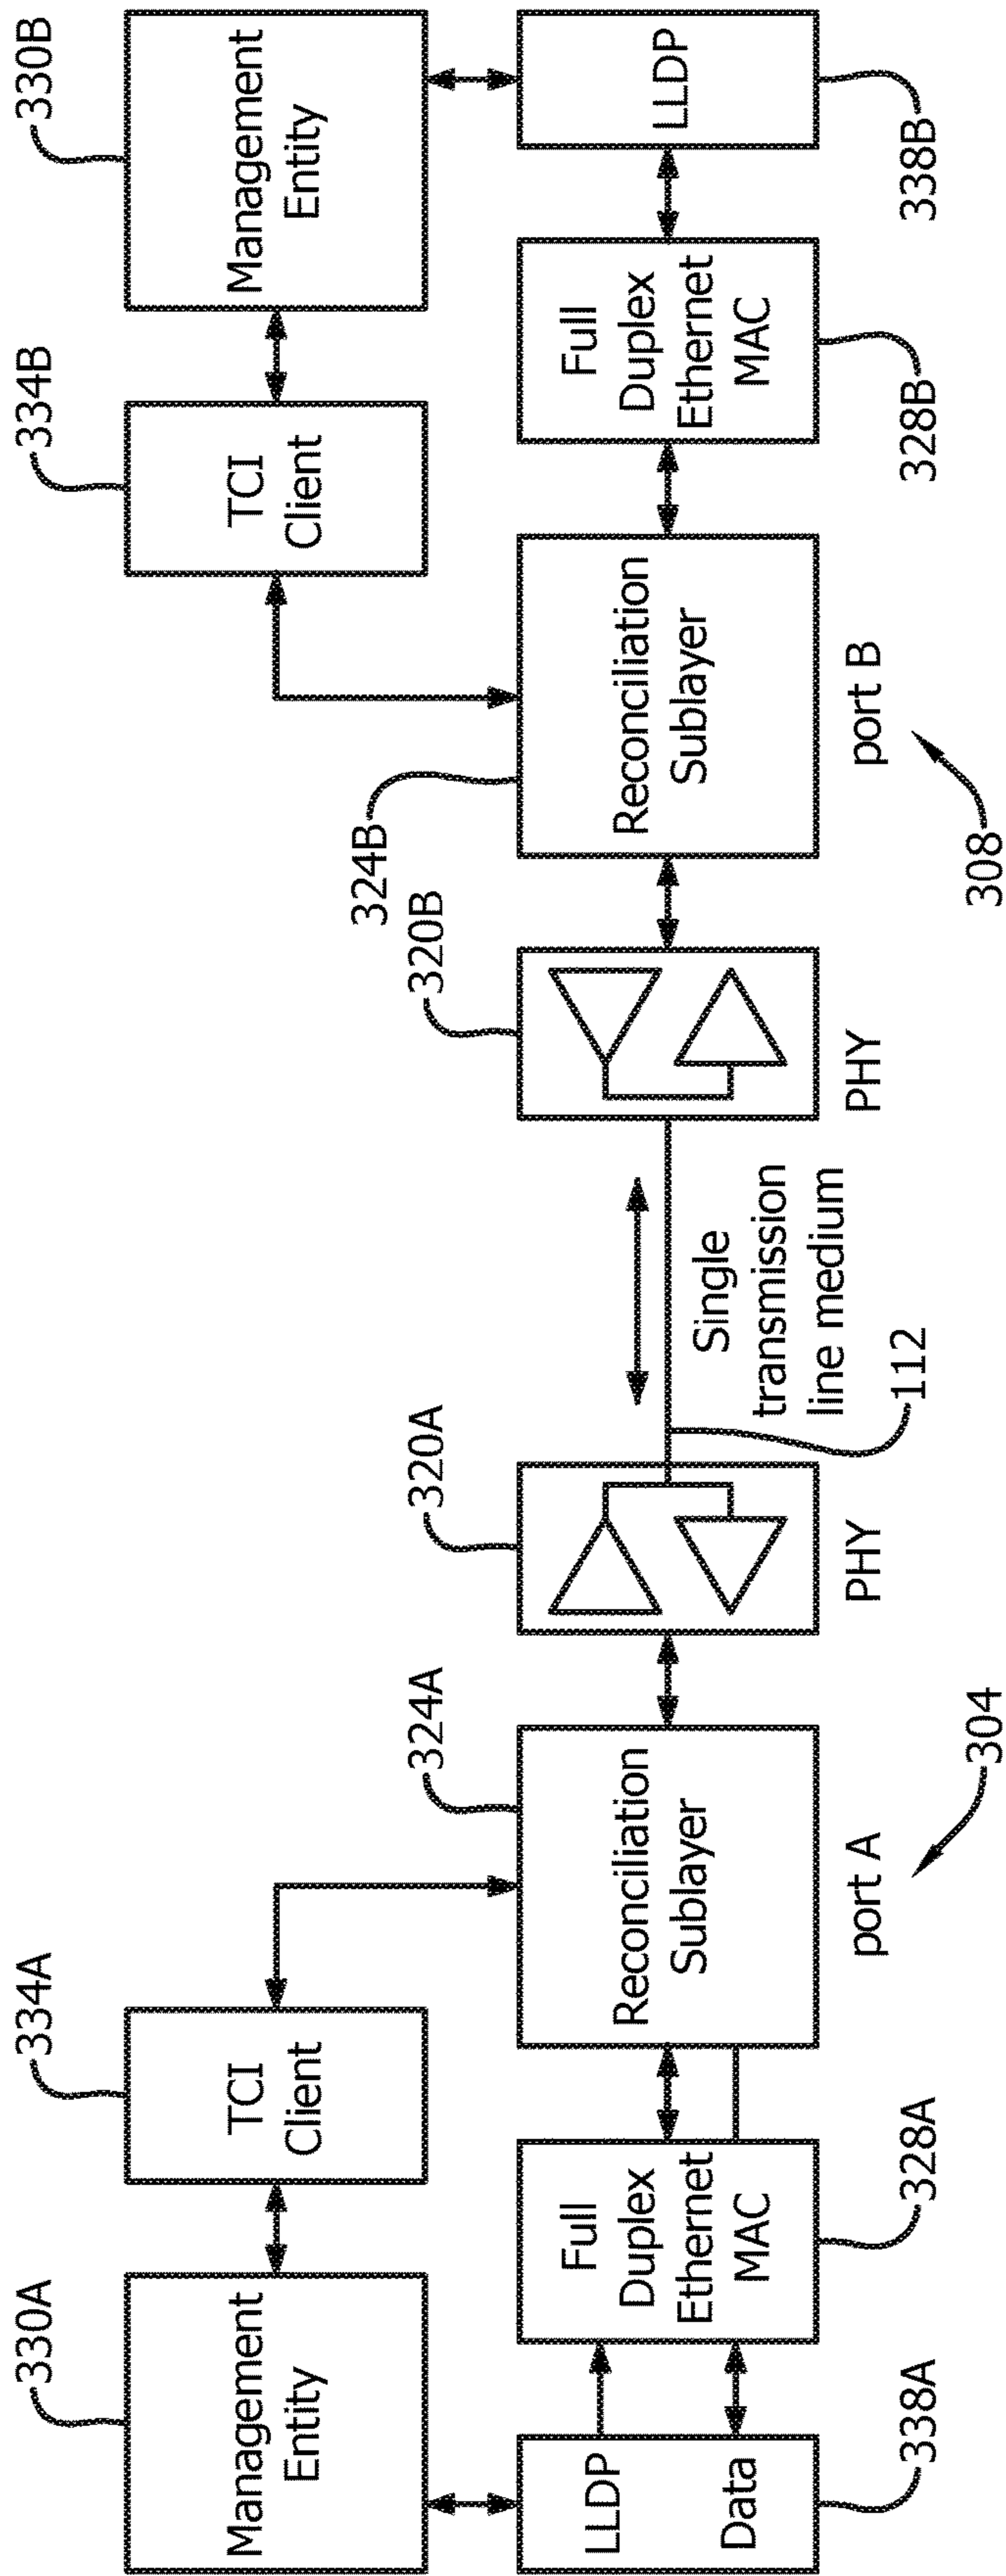 330A
334A
324A
320A
320B
324B
334B
330B
Management
Entity
TCI
Client
TCI
Client
Management
Entity
LLDP
Data
Full
Duplex
Ethernet
MAC
Reconciliation
Sublayer
Single
transmission
line medium
Reconciliation
Sublayer
Full
Duplex
Ethernet
MAC
LLDP
338A
328A
port A
304
PHY
112
PHY
port B
308
328B
338B